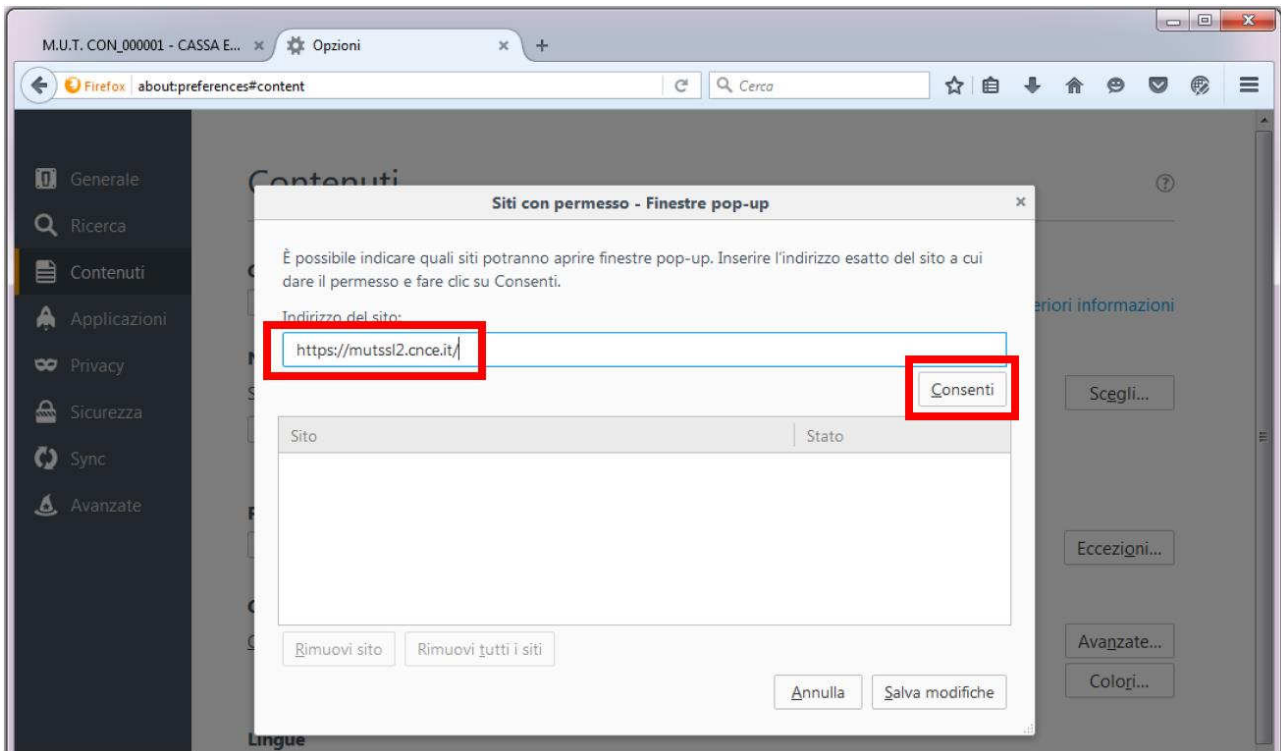 M.U.T. CON_000001 - CASSA E...
Opzioni
Firefox
about:preferences#content
Cerca
Generale
Ricerca
Contenuti
Applicazioni
Privacy
Sicurezza
Sync
Avanzate
Contenuti
Siti con permesso - Finestre pop-up
È possibile indicare quali siti potranno aprire finestre pop-up. Inserire l'indirizzo esatto del sito a cui
dare il permesso e fare clic su Consenti.
Indirizzo del sito:
https://mutssl2.cnce.it/
Consenti
Sito
Stato
Rimuovi sito
Rimuovi tutti i siti
Annulla
Salva modifiche
eriori informazioni
Scegli...
Eccezioni...
Avanzate...
Colori...
Lingue